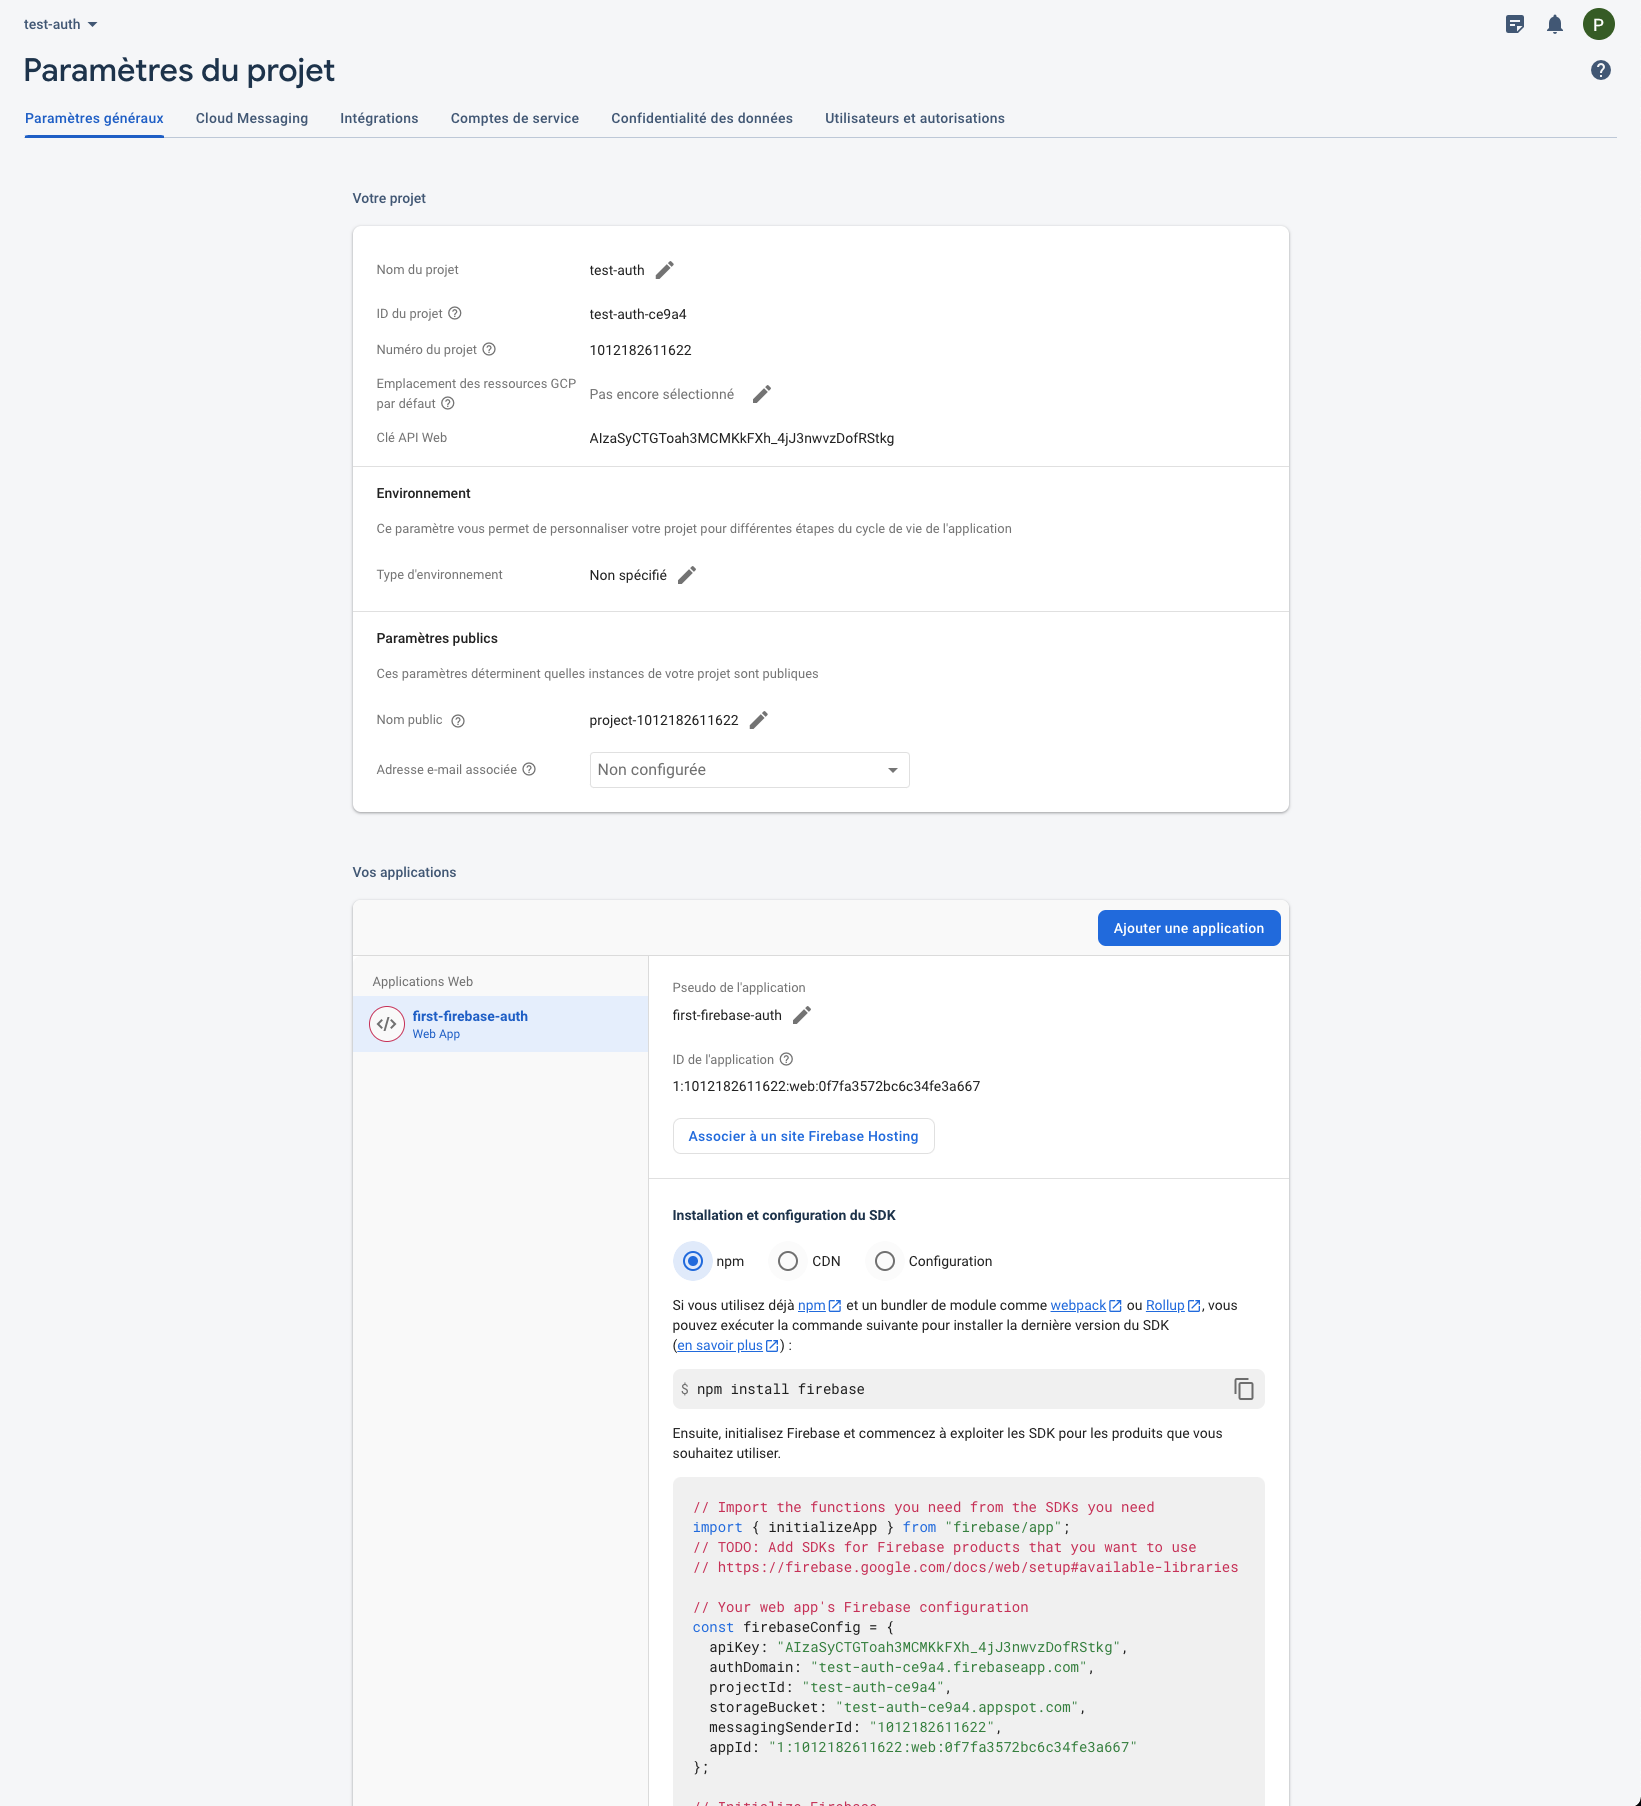 test-auth
P
Paramètres du projet
Paramètres généraux
Cloud Messaging
Intégrations
Comptes de service
Confidentialité des données
Utilisateurs et autorisations
Votre projet
Nom du projet
test-auth
ID du projet
test-auth-ce9a4
Numéro du projet
1012182611622
Emplacement des ressources GCP
par défaut
Pas encore sélectionné
Clé API Web
AIzaSyCTGToah3MCMKkFXh_4jJ3nwvzDofRStkg
Environnement
Ce paramètre vous permet de personnaliser votre projet pour différentes étapes du cycle de vie de l'application
Type d'environnement
Non spécifié
Paramètres publics
Ces paramètres déterminent quelles instances de votre projet sont publiques
Nom public
project-1012182611622
Adresse e-mail associée
Non configurée
Vos applications
Ajouter une application
Applications Web
first-firebase-auth
Web App
Pseudo de l'application
first-firebase-auth
ID de l'application
1:1012182611622:web:0f7fa3572bc6c34fe3a667
Associer à un site Firebase Hosting
Installation et configuration du SDK
npm
CDN
Configuration
Si vous utilisez déjà npm et un bundler de module comme webpack ou Rollup, vous
pouvez exécuter la commande suivante pour installer la dernière version du SDK
(en savoir plus) :
$ npm install firebase
Ensuite, initialisez Firebase et commencez à exploiter les SDK pour les produits que vous
souhaitez utiliser.
// Import the functions you need from the SDKs you need
import { initializeApp } from "firebase/app";
// TODO: Add SDKs for Firebase products that you want to use
// https://firebase.google.com/docs/web/setup#available-libraries
// Your web app's Firebase configuration
const firebaseConfig = {
apiKey: "AIzaSyCTGToah3MCMKkFXh_4jJ3nwvzDofRStkg",
authDomain: "test-auth-ce9a4.firebaseapp.com",
projectId: "test-auth-ce9a4",
storageBucket: "test-auth-ce9a4.appspot.com",
messagingSenderId: "1012182611622",
appId: "1:1012182611622:web:0f7fa3572bc6c34fe3a667"
};
// Initialize Firebase